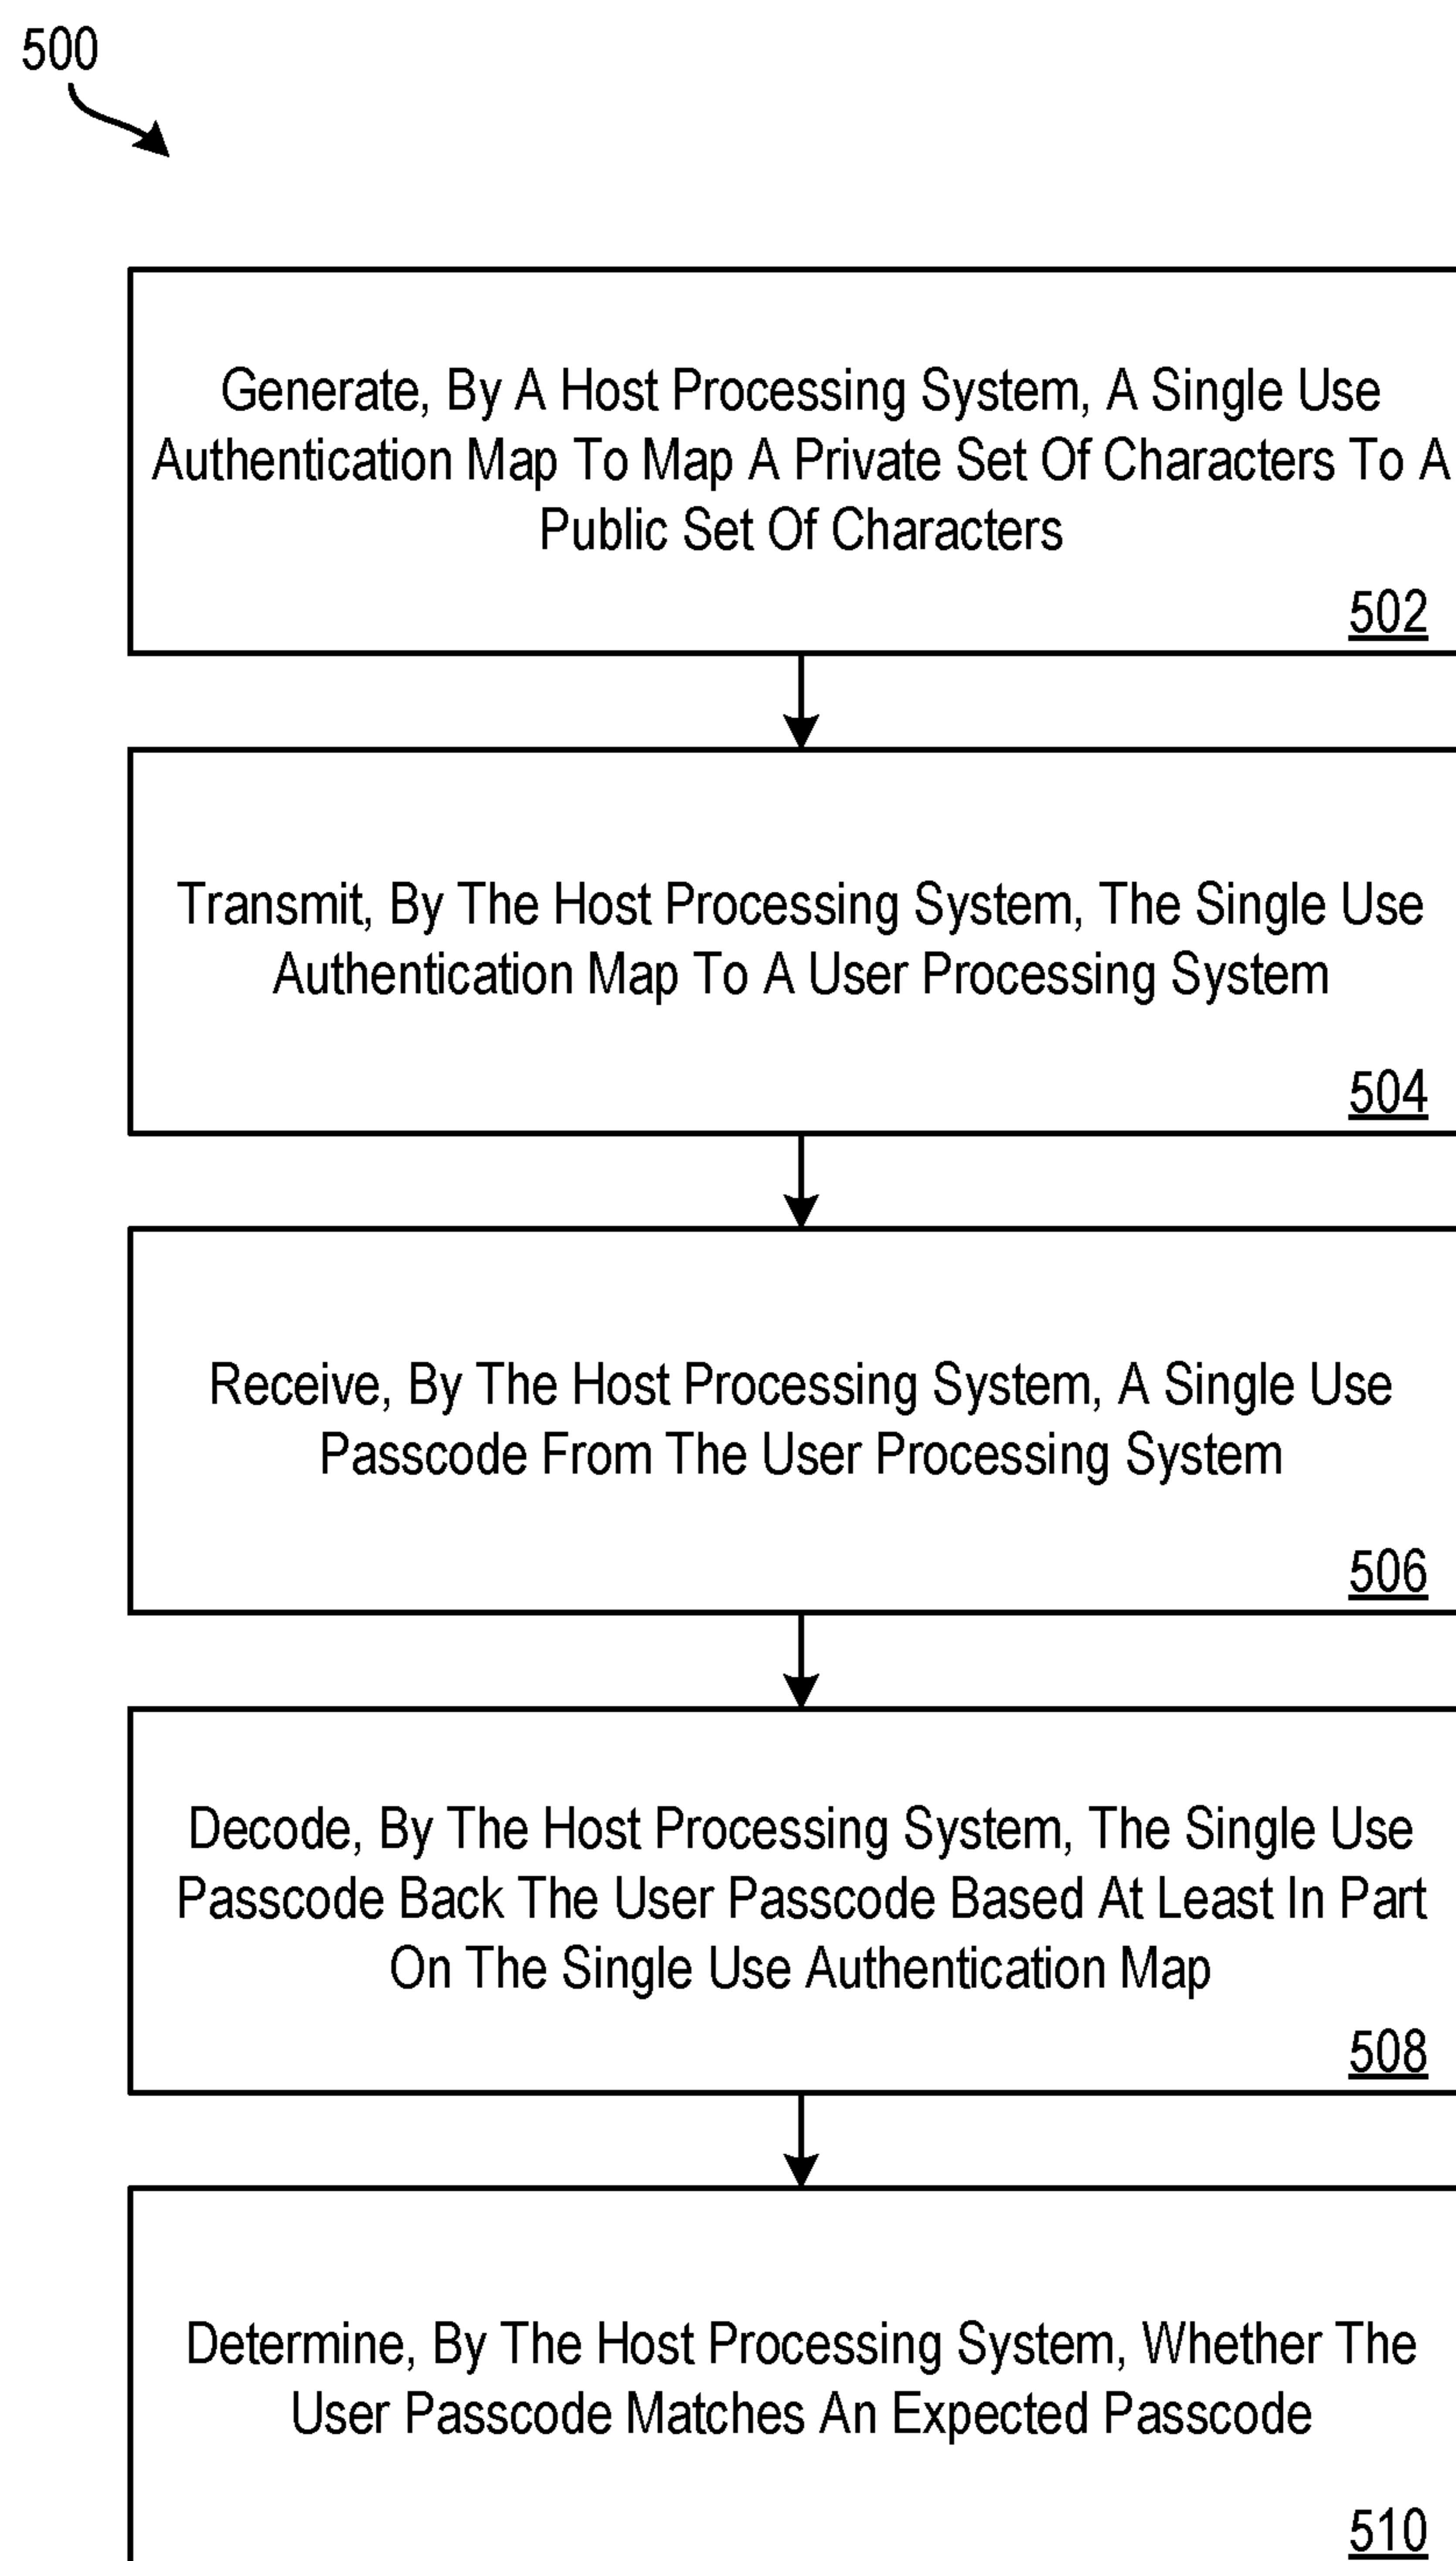 500
Generate, By A Host Processing System, A Single Use
Authentication Map To Map A Private Set Of Characters To A
Public Set Of Characters
502
Transmit, By The Host Processing System, The Single Use
Authentication Map To A User Processing System
504
Receive, By The Host Processing System, A Single Use
Passcode From The User Processing System
506
Decode, By The Host Processing System, The Single Use
Passcode Back The User Passcode Based At Least In Part
On The Single Use Authentication Map
508
Determine, By The Host Processing System, Whether The
User Passcode Matches An Expected Passcode
510